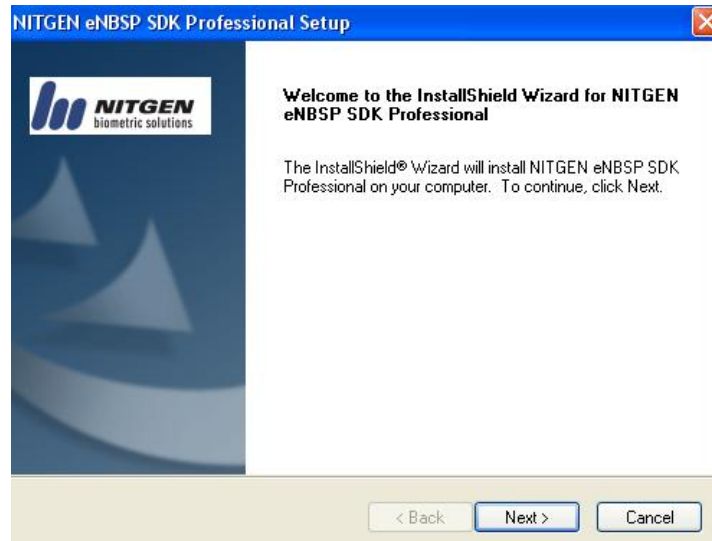 NITGEN eNBSP SDK Professional Setup
NITGEN
biometric solutions
Welcome to the InstallShield Wizard for NITGEN
eNBSP SDK Professional
The InstallShield® Wizard will install NITGEN eNBSP SDK
Professional on your computer. To continue, click Next.
< Back
Next >
Cancel